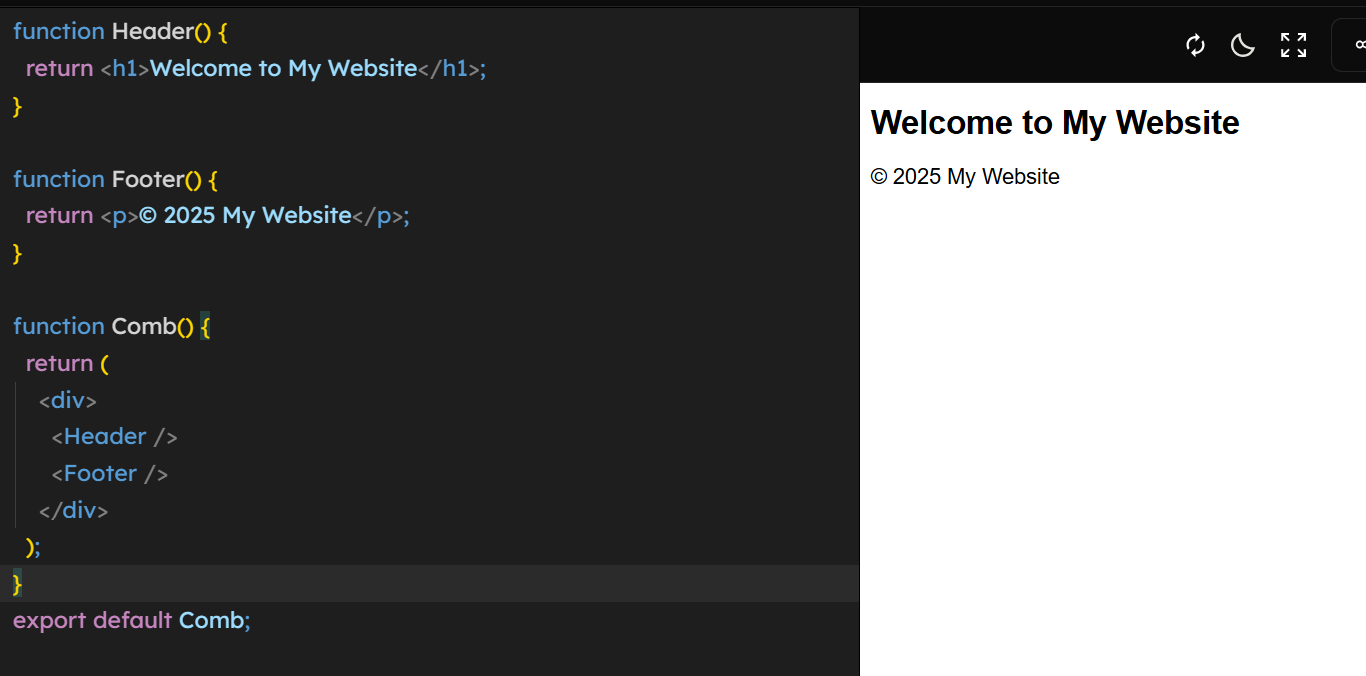 function Header() {
return <h1>Welcome to My Website</h1>;
}
function Footer() {
return <p>© 2025 My Website</p>;
}
function Comb() {
return (
<div>
<Header />
<Footer />
</div>
);
}
export default Comb;
Welcome to My Website
© 2025 My Website